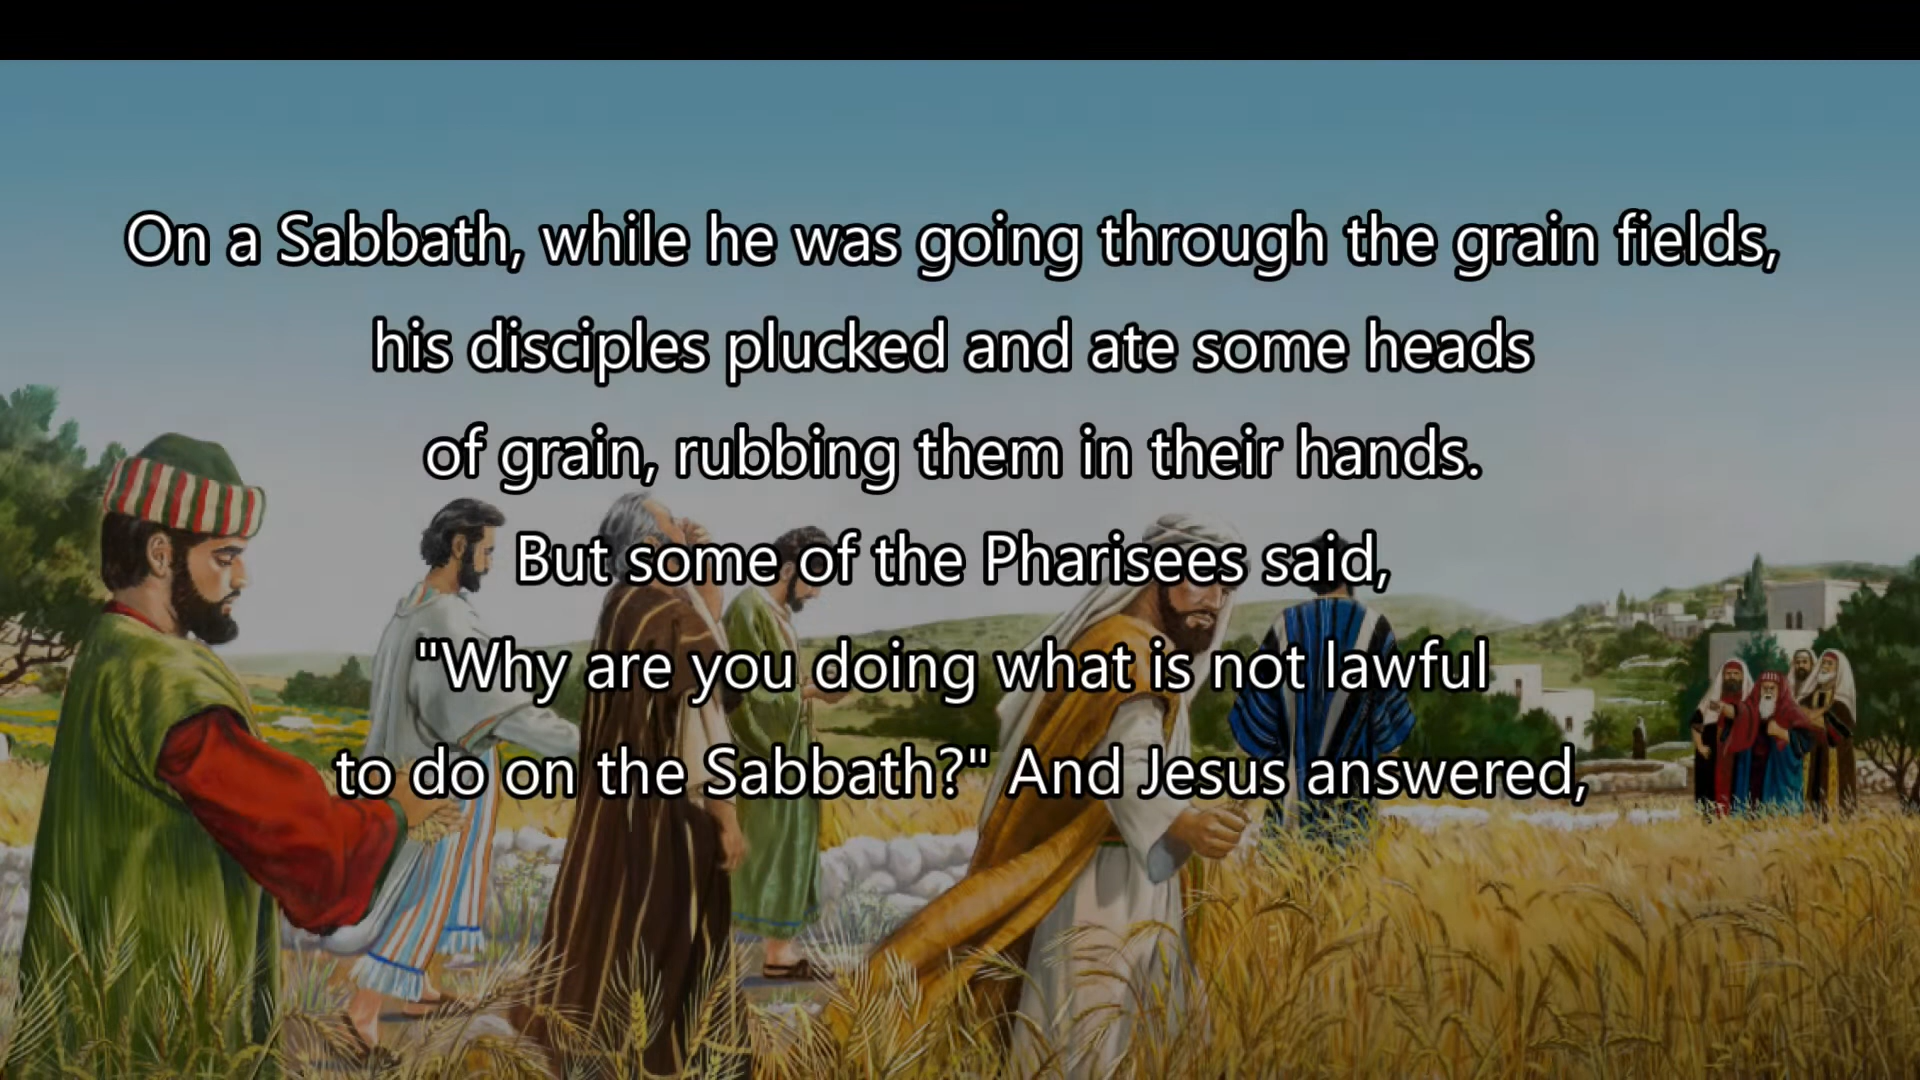 On a Sabbath, while he was going through the grain fields,
his disciples plucked and ate some heads
of grain, rubbing them in their hands.
But some of the Pharisees said,
"Why are you doing what is not lawful
to do on the Sabbath?" And Jesus answered,